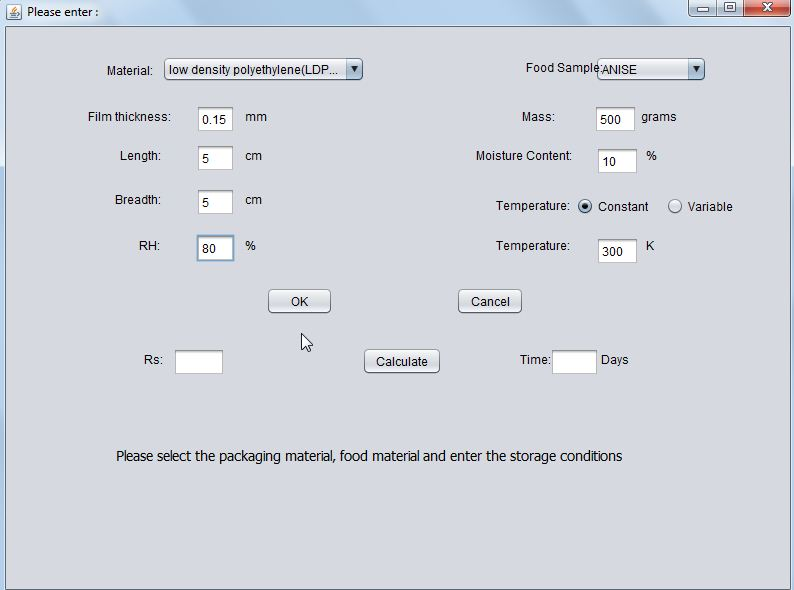 Please enter :
Material: low density polyethylene(LDP... Food Sample: ANISE
Film thickness: 0.15 mm Mass: 500 grams
Length: 5 cm Moisture Content: 10 %
Breadth: 5 cm Temperature: Constant Variable
RH: 80 % Temperature: 300 K
OK Cancel
Rs: Calculate Time: Days
Please select the packaging material, food material and enter the storage conditions